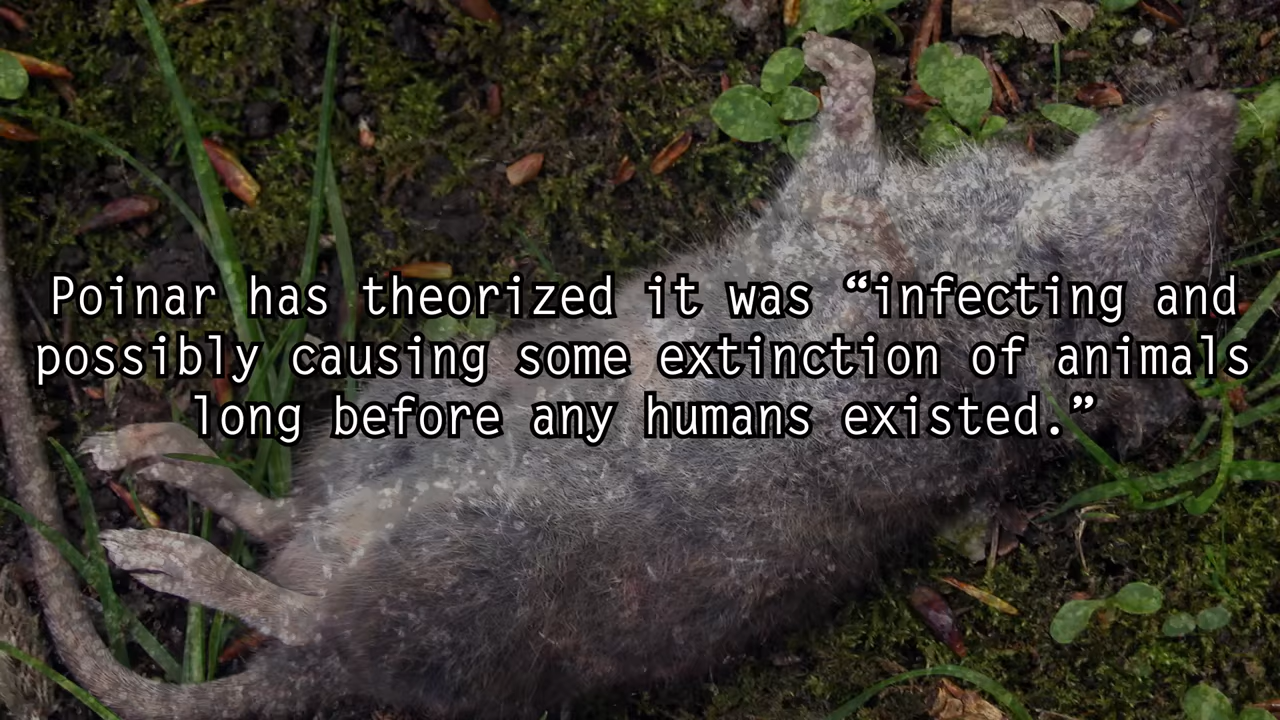 Poinar has theorized it was “infecting and
possibly causing some extinction of animals
long before any humans existed.”